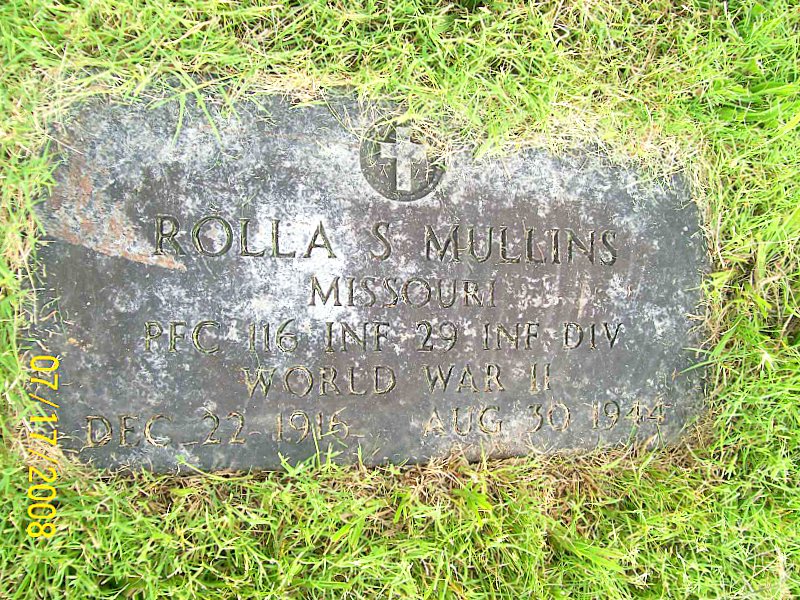 ROLLA S MULLINS
MISSOURI
PFC 116 INF 29 INF DIV
WORLD WAR II
DEC 22 1916 AUG 30 1944
07/17/2008